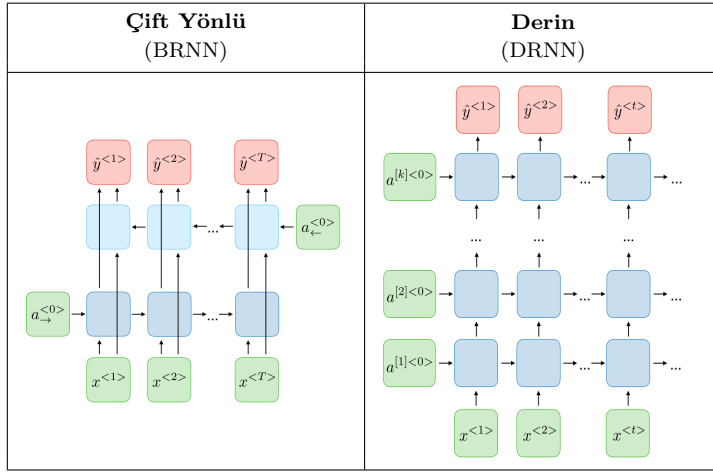 Çift Yönlü
(BRNN)
ŷ<1> ŷ<2> ŷ<T>
... a←<0>
a→<0> ...
x<1> x<2> x<T>
Derin
(DRNN)
ŷ<1> ŷ<2> ŷ<t>
a[k]<0> ... ...
... ... ...
a[2]<0> ... ...
a[1]<0> ... ...
x<1> x<2> x<t>